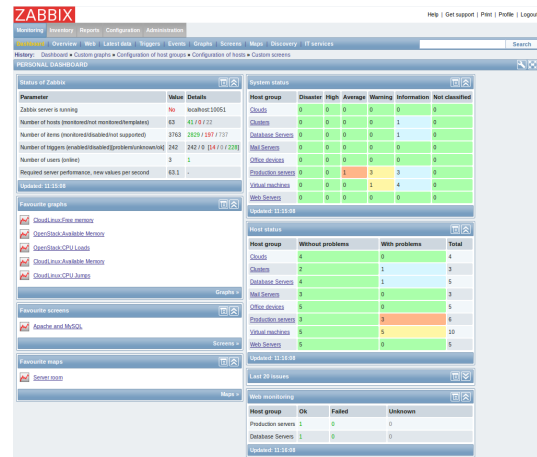 ZABBIX
Help | Get support | Print | Profile | Logout
Monitoring Inventory Reports Configuration Administration
Dashboard Overview Web Latest data Triggers Events Graphs Screens Maps Discovery IT services Search
History: Dashboard » Custom graphs » Configuration of host groups » Configuration of hosts » Custom screens
PERSONAL DASHBOARD
Status of Zabbix
Parameter Value Details
Zabbix server is running No localhost:10051
Number of hosts (monitored/not monitored/templates) 63 41 / 0 / 22
Number of items (monitored/disabled/not supported) 3763 2829 / 197 / 737
Number of triggers (enabled/disabled)[problem/unknown/ok] 242 242 / 0 [14 / 0 / 228]
Number of users (online) 3 1
Required server performance, new values per second 63.1 -
Updated: 11:15:08
Favourite graphs
CloudLinux:Free memory
OpenStack:Available Memory
OpenStack:CPU Loads
CloudLinux:Available Memory
CloudLinux:CPU Jumps
Graphs »
Favourite screens
Apache and MySQL
Screens »
Favourite maps
Server room
Maps »
System status
Host group Disaster High Average Warning Information Not classified
Clouds 0 0 0 0 0 0
Clusters 0 0 0 0 1 0
Database Servers 0 0 0 0 1 0
Mail Servers 0 0 0 0 0 0
Office devices 0 0 0 0 0 0
Production servers 0 0 1 3 3 0
Virtual machines 0 0 0 1 4 0
Web Servers 0 0 0 0 0 0
Updated: 11:15:08
Host status
Host group Without problems With problems Total
Clouds 4 0 4
Clusters 2 1 3
Database Servers 4 1 5
Mail Servers 3 0 3
Office devices 5 0 5
Production servers 3 3 6
Virtual machines 5 5 10
Web Servers 5 0 5
Updated: 11:16:08
Last 20 issues
Web monitoring
Host group Ok Failed Unknown
Production servers 1 0 0
Database Servers 1 0 0
Updated: 11:16:08